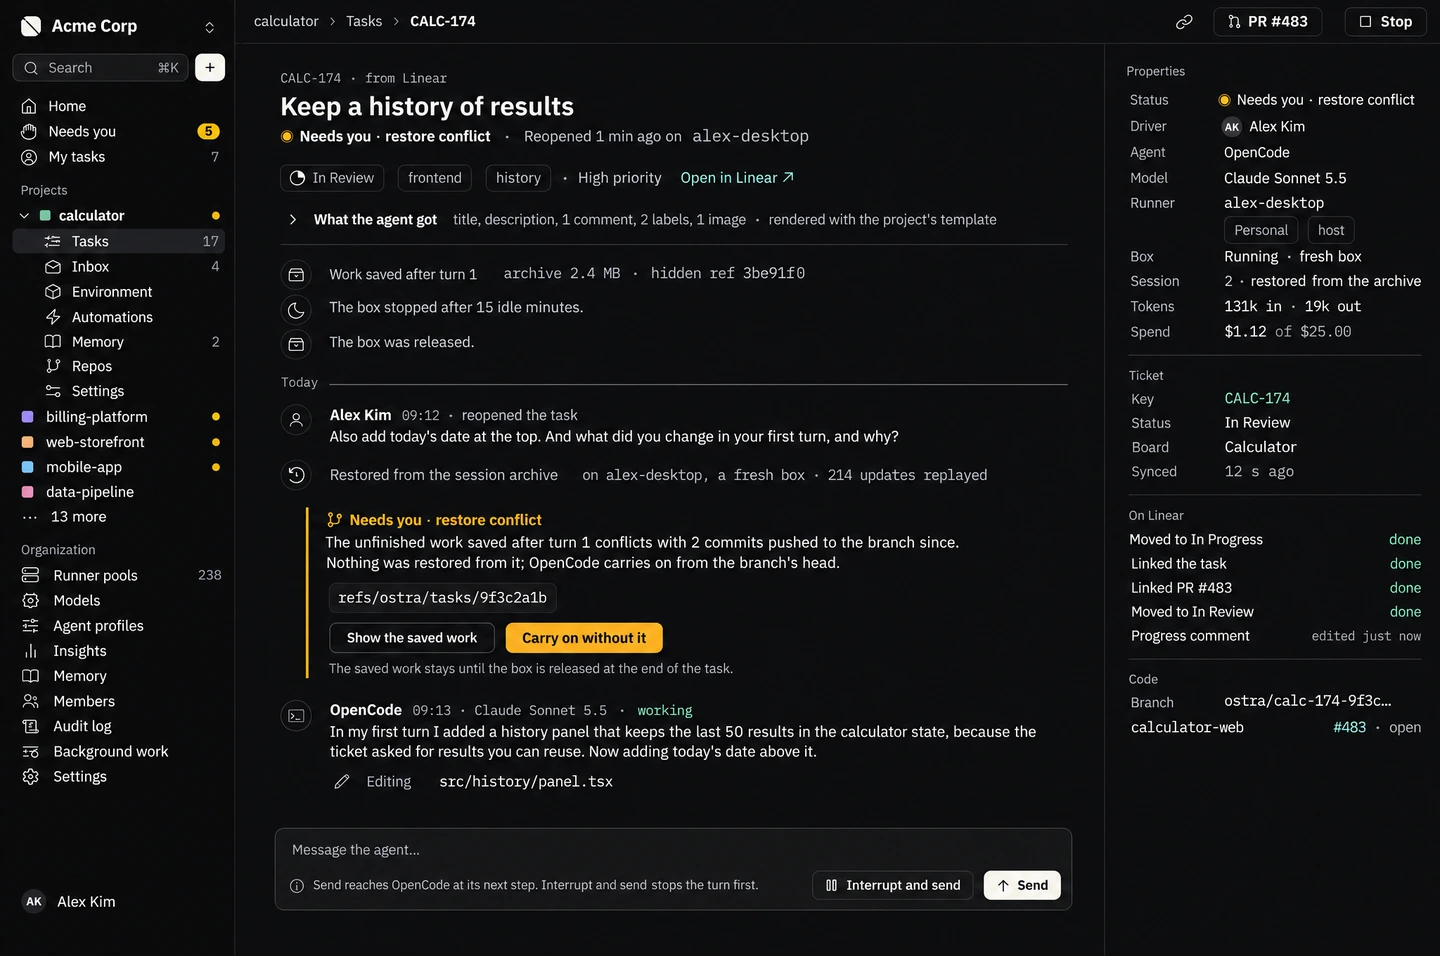 Acme Corp
Search ⌘K +
Home
Needs you 5
My tasks 7
Projects
calculator
Tasks 17
Inbox 4
Environment
Automations
Memory 2
Repos
Settings
billing-platform
web-storefront
mobile-app
data-pipeline
··· 13 more
Organization
Runner pools 238
Models
Agent profiles
Insights
Memory
Members
Audit log
Background work
Settings
AK Alex Kim
calculator > Tasks > CALC-174
PR #483
Stop
CALC-174 · from Linear
Keep a history of results
Needs you · restore conflict · Reopened 1 min ago on alex-desktop
In Review frontend history · High priority Open in Linear ↗
What the agent got title, description, 1 comment, 2 labels, 1 image · rendered with the project's template
Work saved after turn 1 archive 2.4 MB · hidden ref 3be91f0
The box stopped after 15 idle minutes.
The box was released.
Today
Alex Kim 09:12 · reopened the task
Also add today's date at the top. And what did you change in your first turn, and why?
Restored from the session archive on alex-desktop, a fresh box · 214 updates replayed
Needs you · restore conflict
The unfinished work saved after turn 1 conflicts with 2 commits pushed to the branch since.
Nothing was restored from it; OpenCode carries on from the branch's head.
refs/ostra/tasks/9f3c2a1b
Show the saved work Carry on without it
The saved work stays until the box is released at the end of the task.
OpenCode 09:13 · Claude Sonnet 5.5 · working
In my first turn I added a history panel that keeps the last 50 results in the calculator state, because the
ticket asked for results you can reuse. Now adding today's date above it.
Editing src/history/panel.tsx
Message the agent...
Send reaches OpenCode at its next step. Interrupt and send stops the turn first.
Interrupt and send
↑ Send
Properties
Status Needs you · restore conflict
Driver AK Alex Kim
Agent OpenCode
Model Claude Sonnet 5.5
Runner alex-desktop
Personal host
Box Running · fresh box
Session 2 · restored from the archive
Tokens 131k in · 19k out
Spend $1.12 of $25.00
Ticket
Key CALC-174
Status In Review
Board Calculator
Synced 12 s ago
On Linear
Moved to In Progress done
Linked the task done
Linked PR #483 done
Moved to In Review done
Progress comment edited just now
Code
Branch ostra/calc-174-9f3c…
calculator-web #483 · open